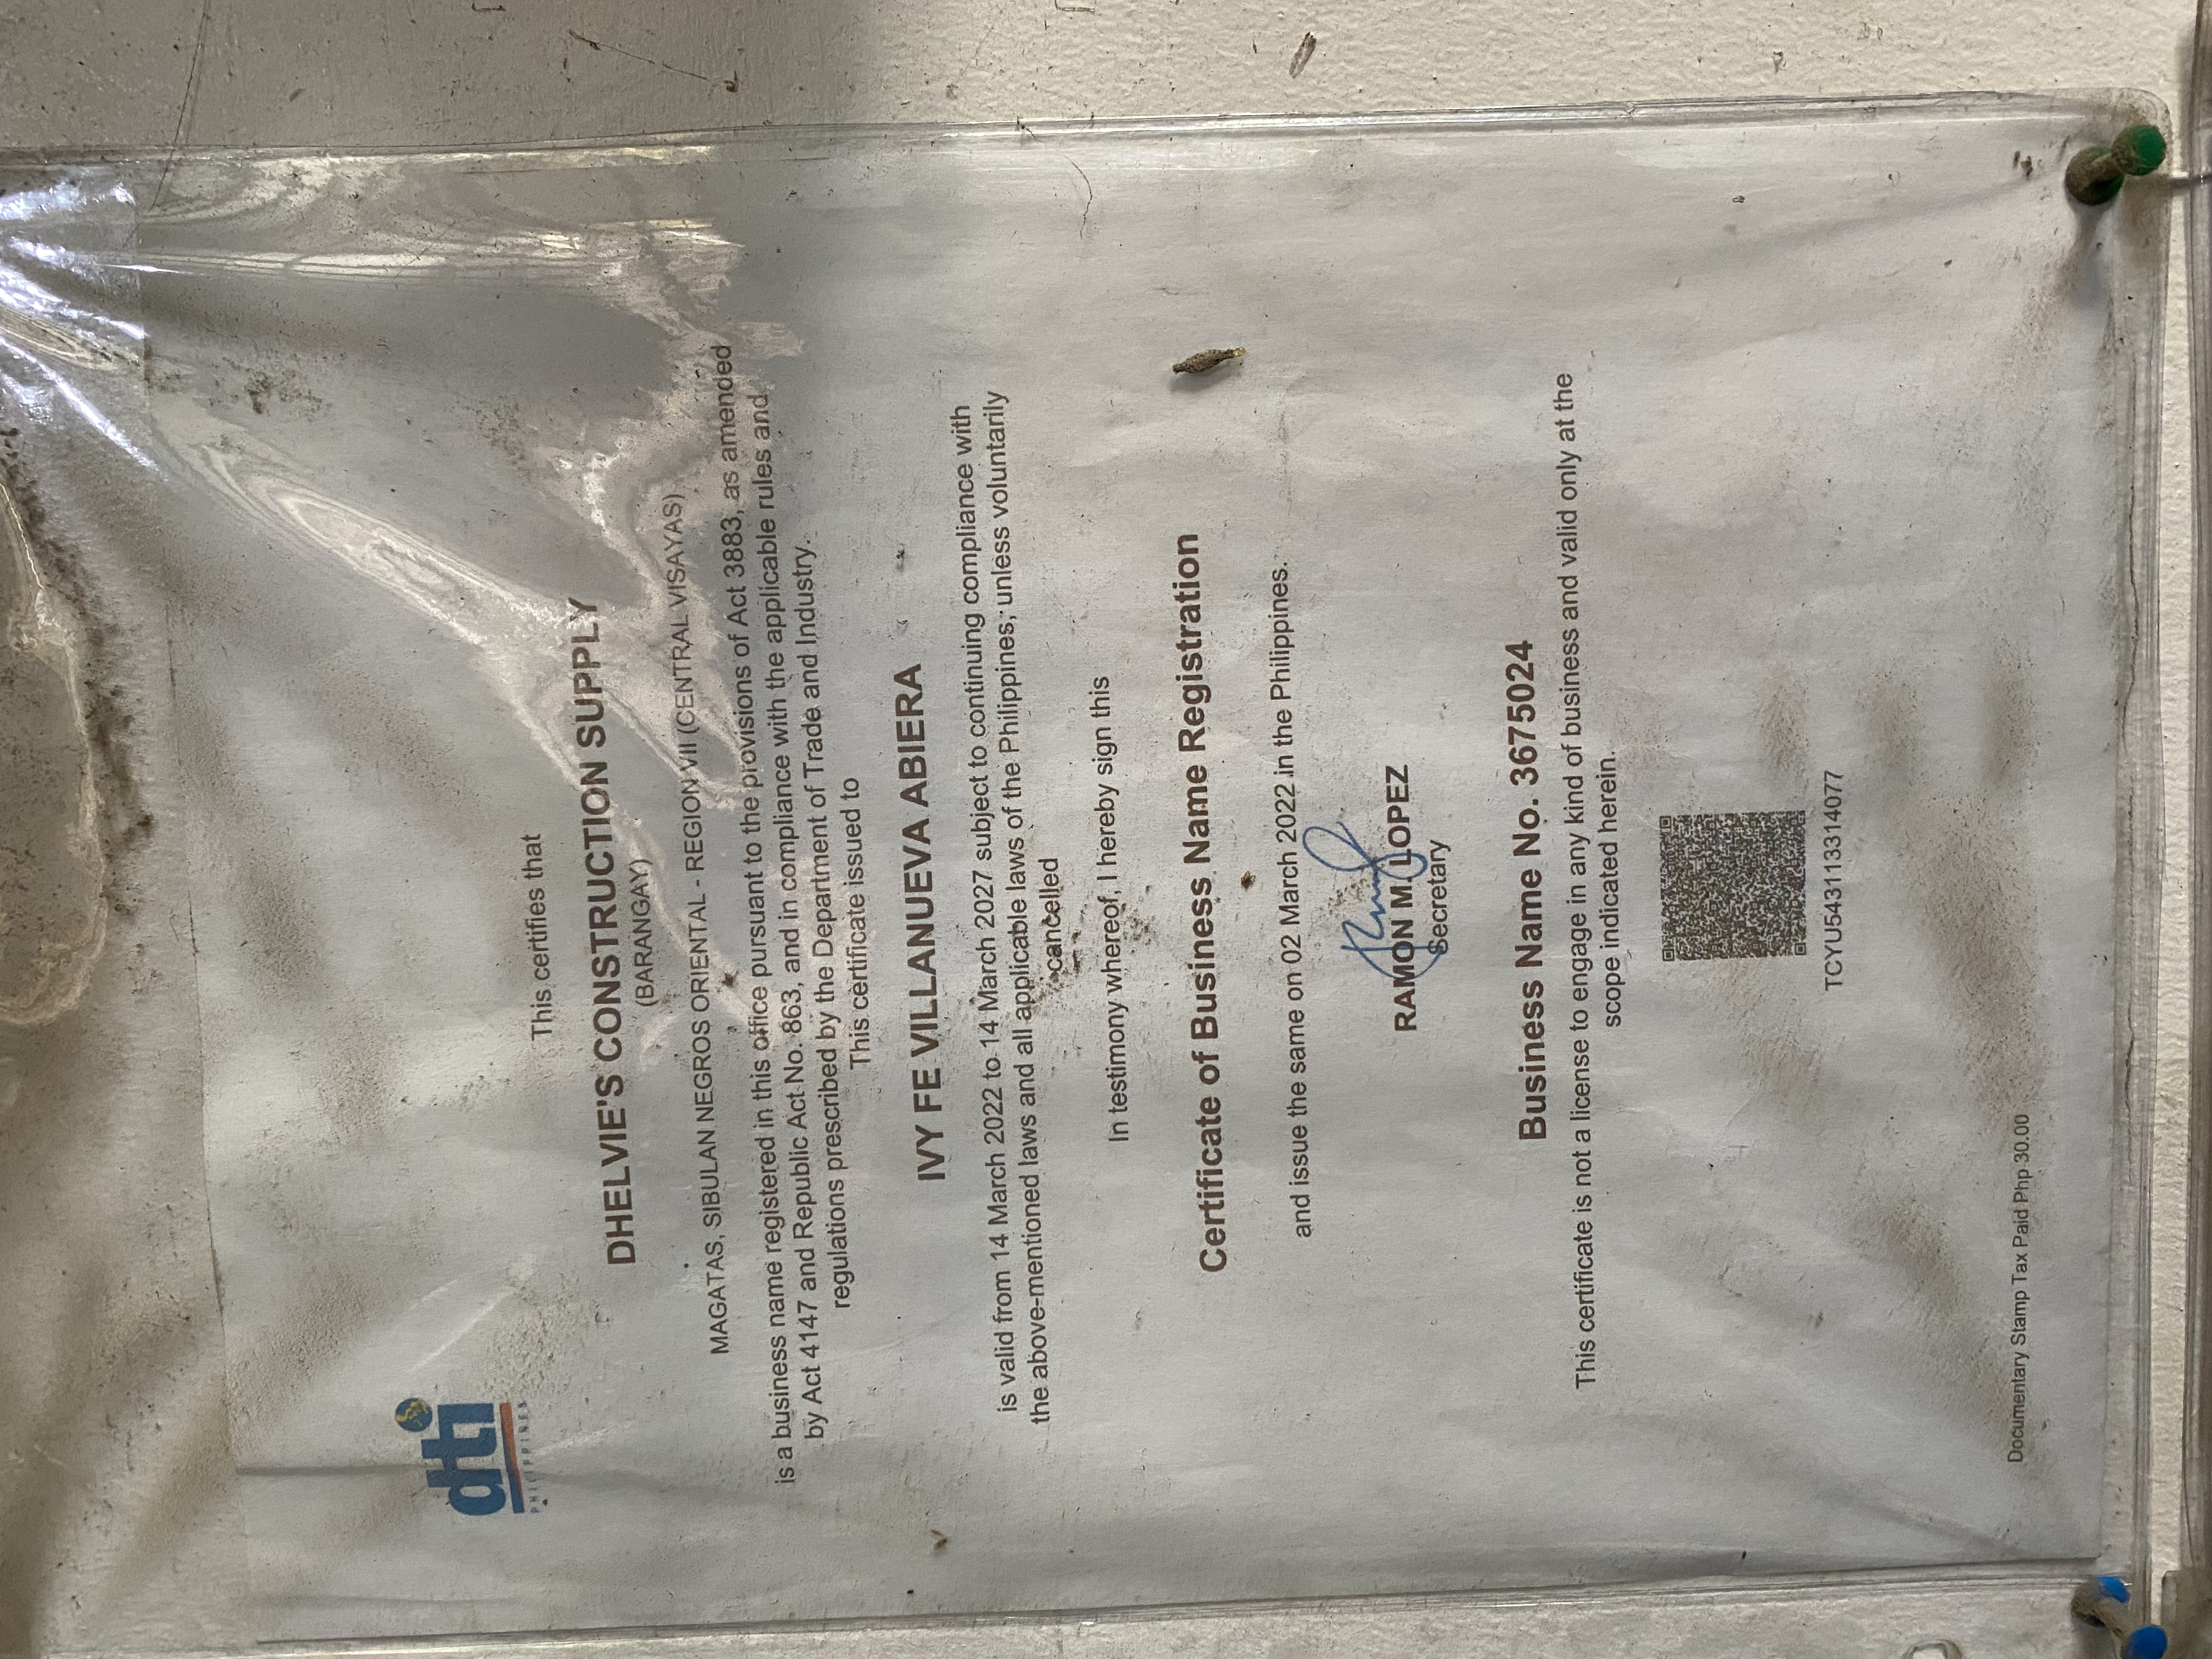 dti
PHILIPPINES
This certifies that
DHELVIE'S CONSTRUCTION SUPPLY
(BARANGAY)
MAGATAS, SIBULAN NEGROS ORIENTAL - REGION VII (CENTRAL VISAYAS)
is a business name registered in this office pursuant to the provisions of Act 3883, as amended
by Act 4147 and Republic Act No. 863, and in compliance with the applicable rules and
regulations prescribed by the Department of Trade and Industry.
This certificate issued to
IVY FE VILLANUEVA ABIERA
is valid from 14 March 2022 to 14 March 2027 subject to continuing compliance with
the above-mentioned laws and all applicable laws of the Philippines, unless voluntarily
cancelled
In testimony whereof, I hereby sign this
Certificate of Business Name Registration
and issue the same on 02 March 2022 in the Philippines.
RAMON M. LOPEZ
Secretary
Business Name No. 3675024
This certificate is not a license to engage in any kind of business and valid only at the
scope indicated herein.
TCYU543113314077
Documentary Stamp Tax Paid Php 30.00